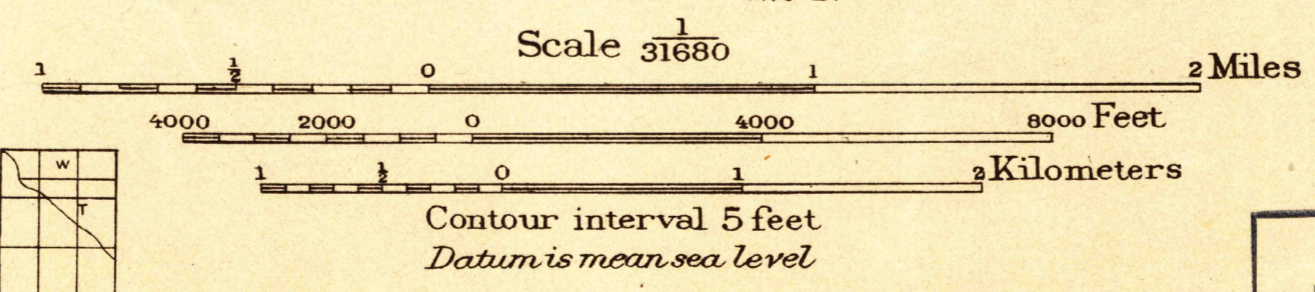 Scale 1/31680
1 ½ 0 1 2 Miles
4000 2000 0 4000 8000 Feet
1 ½ 0 1 2 Kilometers
W
T
Contour interval 5 feet
Datum is mean sea level